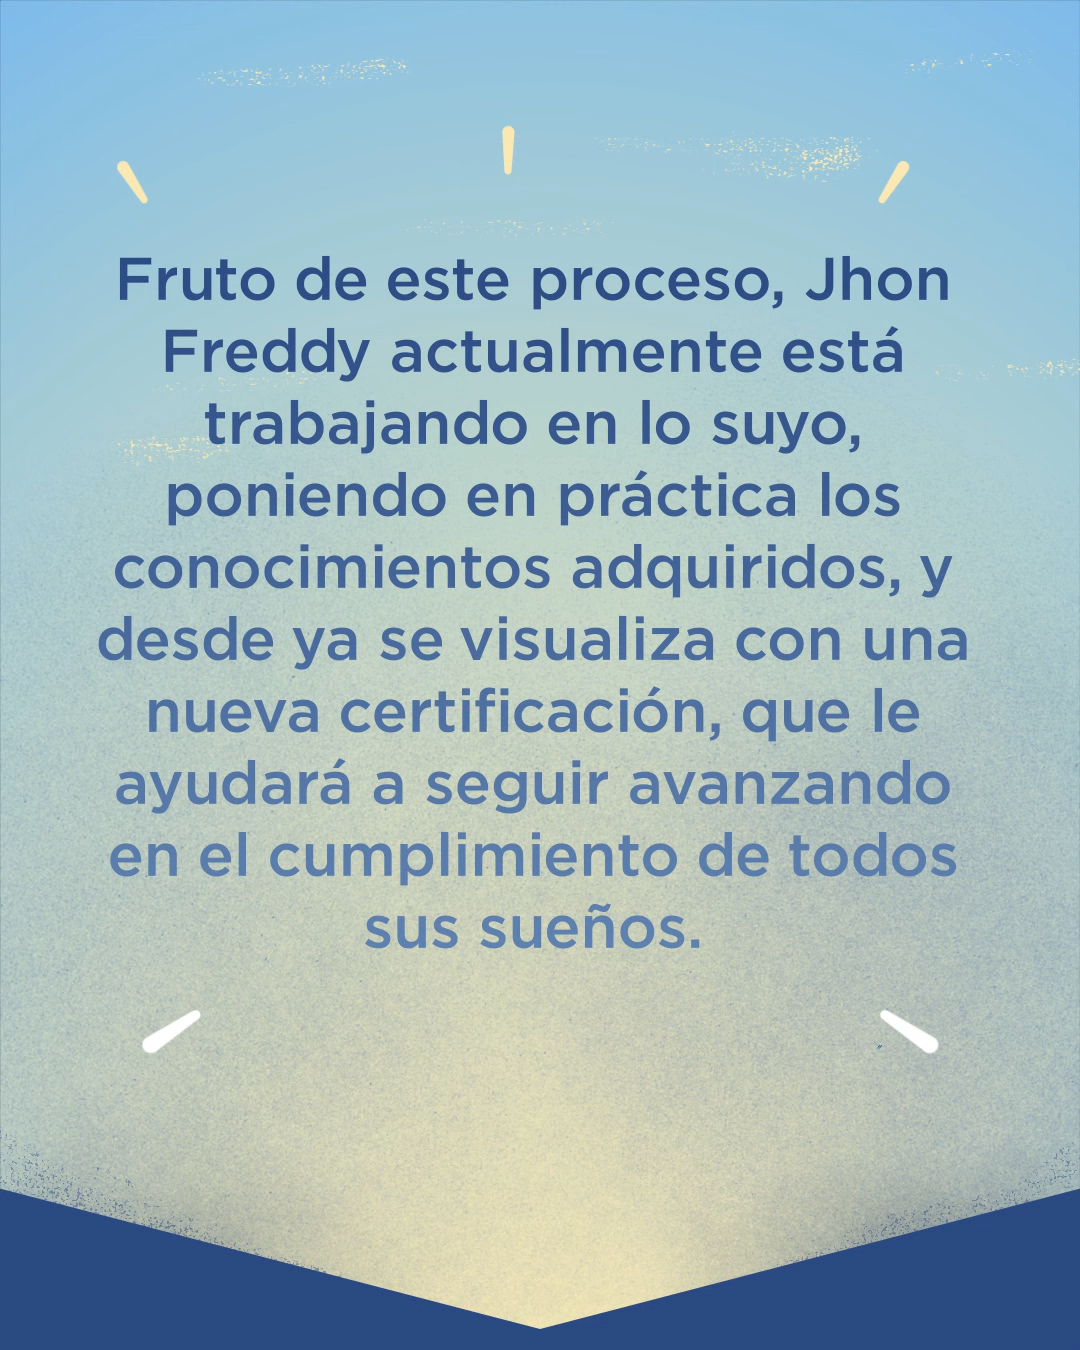 Fruto de este proceso, Jhon
Freddy actualmente está
trabajando en lo suyo,
poniendo en práctica los
conocimientos adquiridos, y
desde ya se visualiza con una
nueva certificación, que le
ayudará a seguir avanzando
en el cumplimiento de todos
sus sueños.